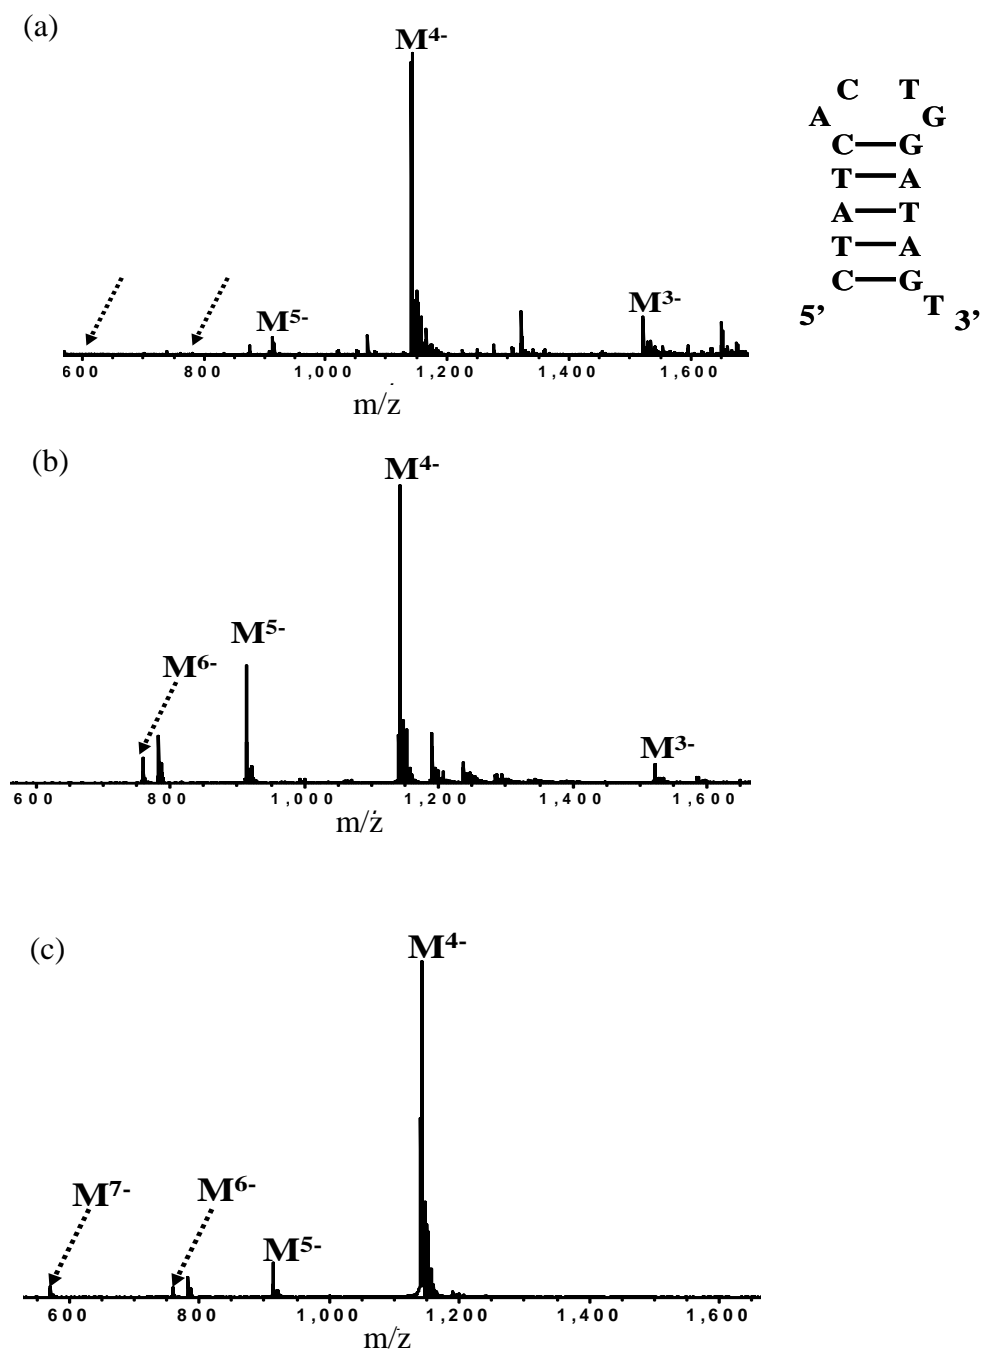 (a)
M4-
M5-
M3-
600 800 1,000 1,200 1,400 1,600
m/z
C T
A G
C G
T A
A T
T A
C G
5’ T 3’
(b)
M4-
M5-
M6-
M3-
600 800 1,000 1,200 1,400 1,600
m/z
(c)
M4-
M7- M6-
M5-
600 800 1,000 1,200 1,400 1,600
m/z